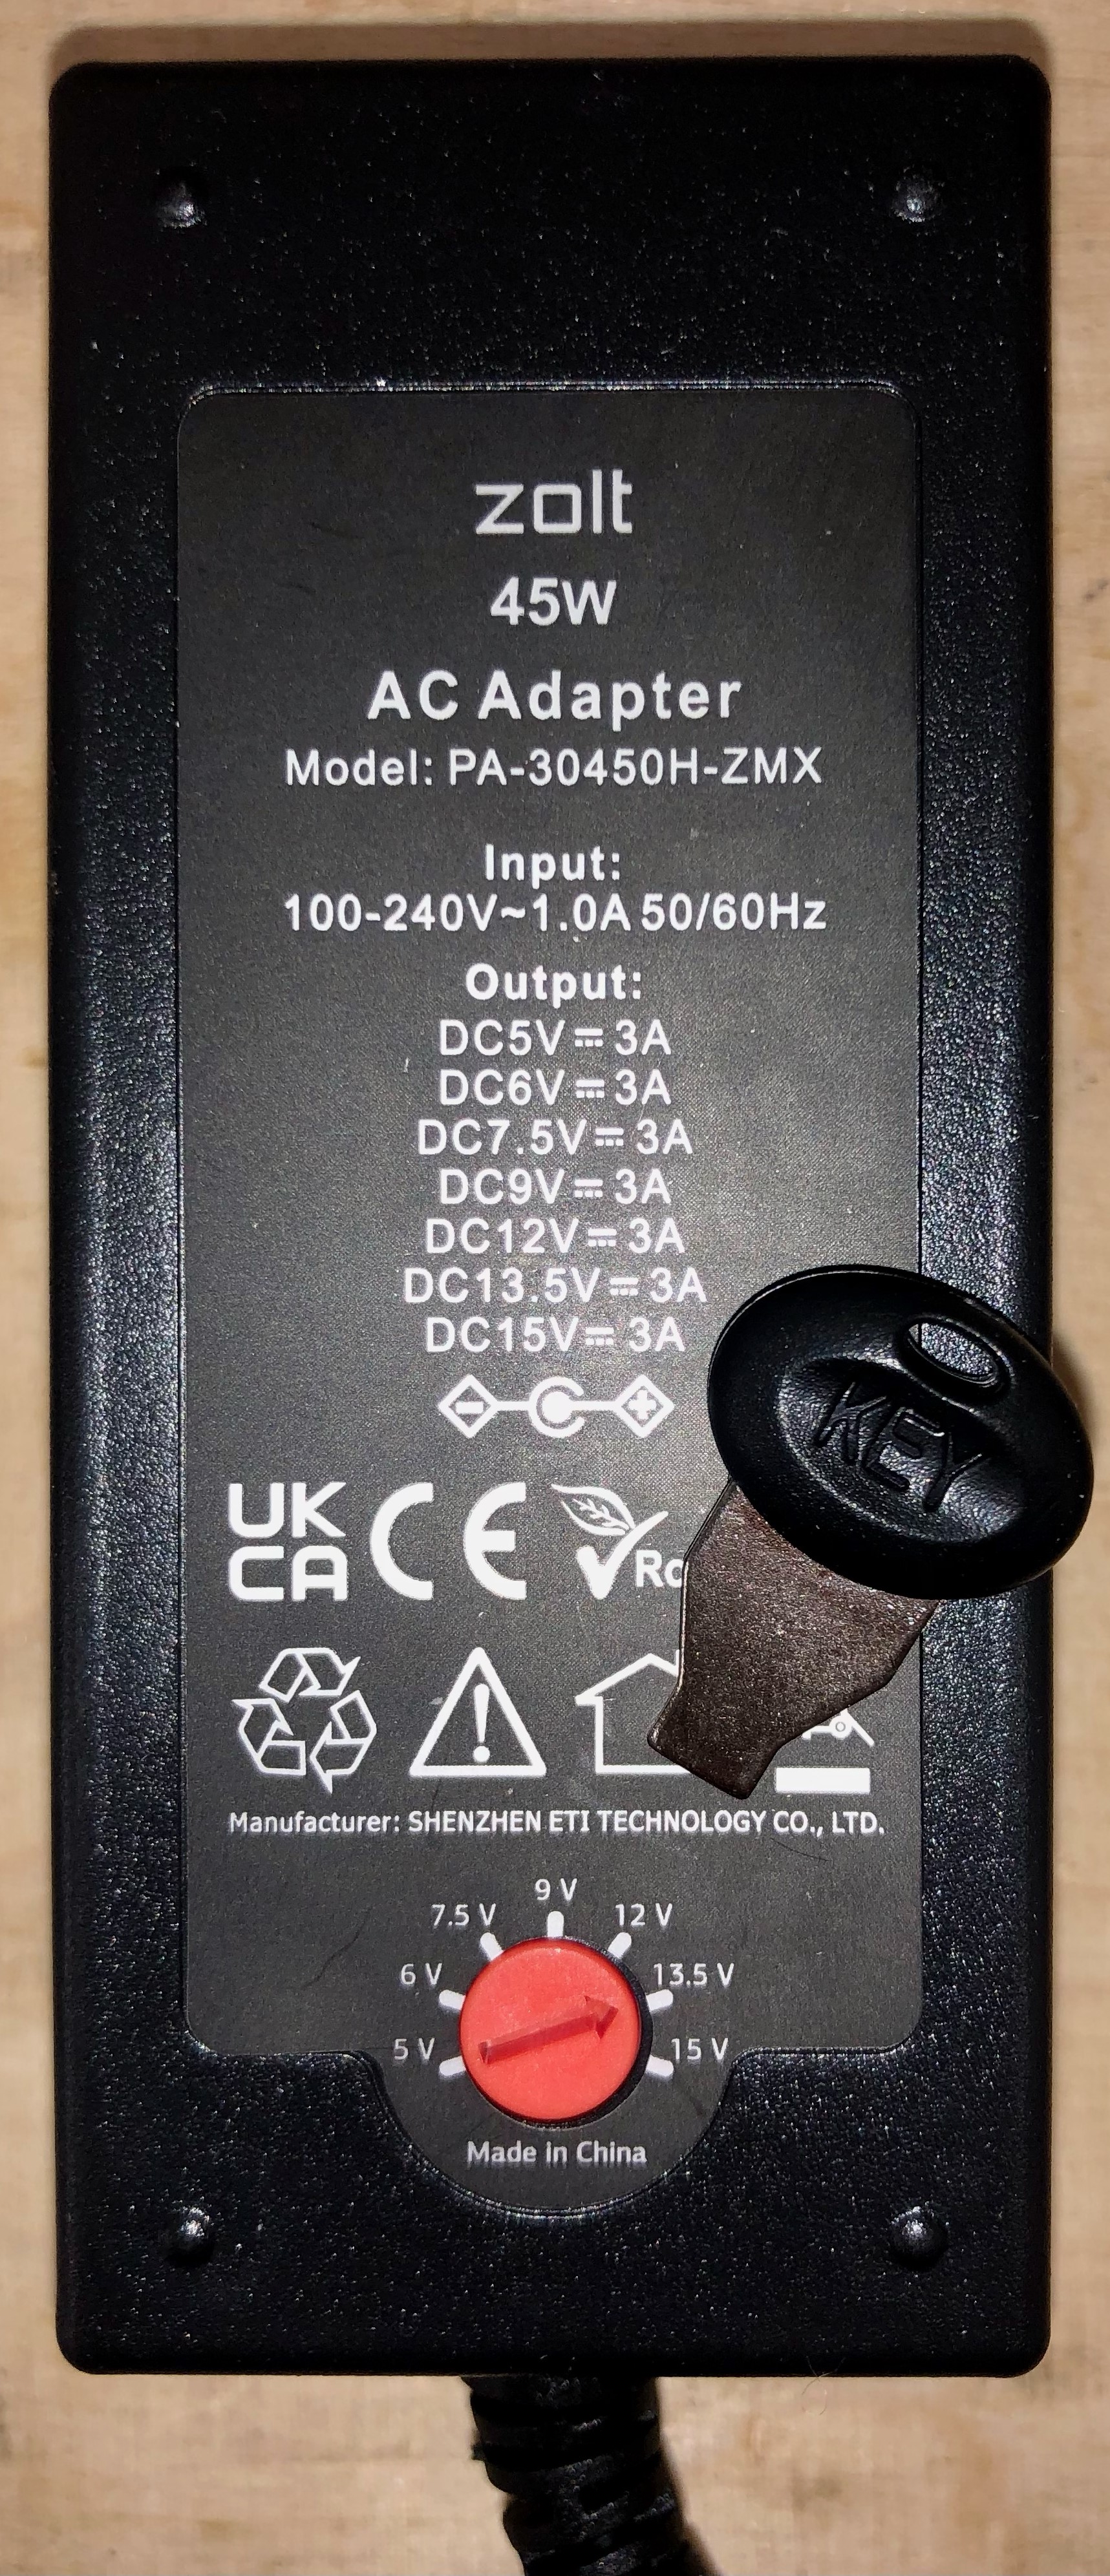 zolt
45W
AC Adapter
Model: PA-30450H-ZMX
Input:
100-240V~1.0A 50/60Hz
Output:
DC5V⎓3A
DC6V⎓3A
DC7.5V⎓3A
DC9V⎓3A
DC12V⎓3A
DC13.5V⎓3A
DC15V⎓3A
KEY
UK
CA CE
Manufacturer: SHENZHEN ETI TECHNOLOGY CO., LTD.
9 V
7.5 V 12 V
6 V 13.5 V
5 V 15 V
Made in China